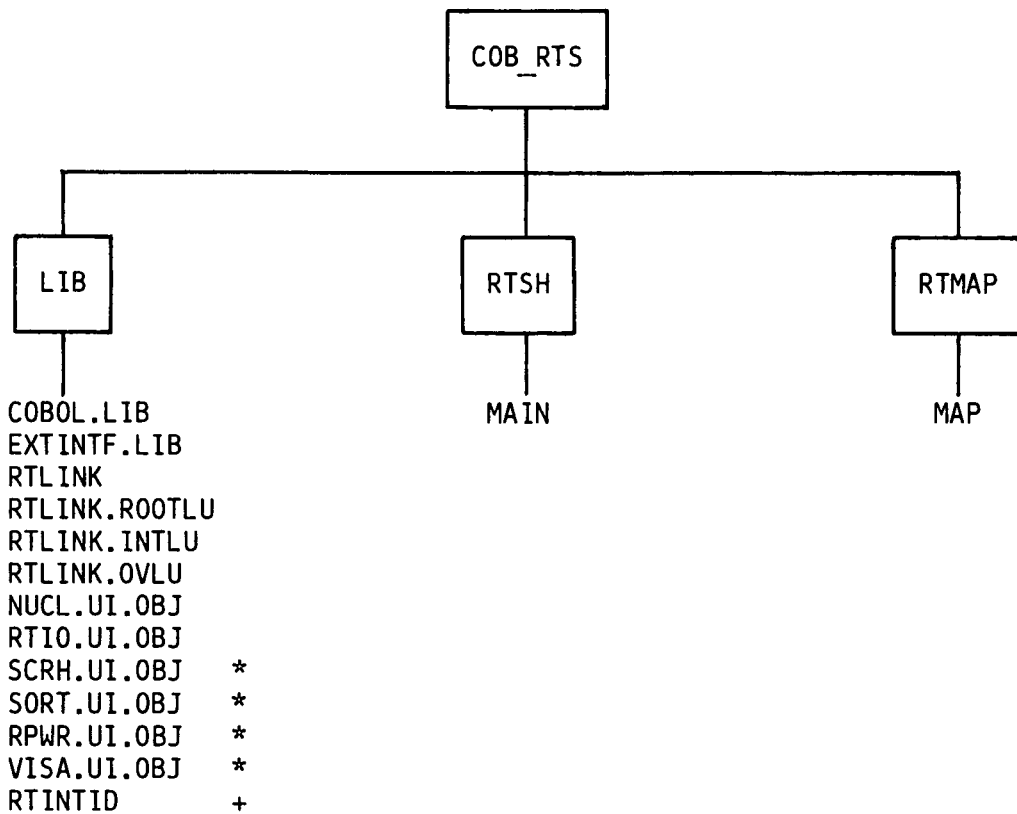 COB_RTS
LIB
RTSH
RTMAP
COBOL.LIB
MAIN
MAP
EXTINTF.LIB
RTLINK
RTLINK.ROOTLU
RTLINK.INTLU
RTLINK.OVLU
NUCL.UI.OBJ
RTIO.UI.OBJ
SCRH.UI.OBJ *
SORT.UI.OBJ *
RPWR.UI.OBJ *
VISA.UI.OBJ *
RTINTID +